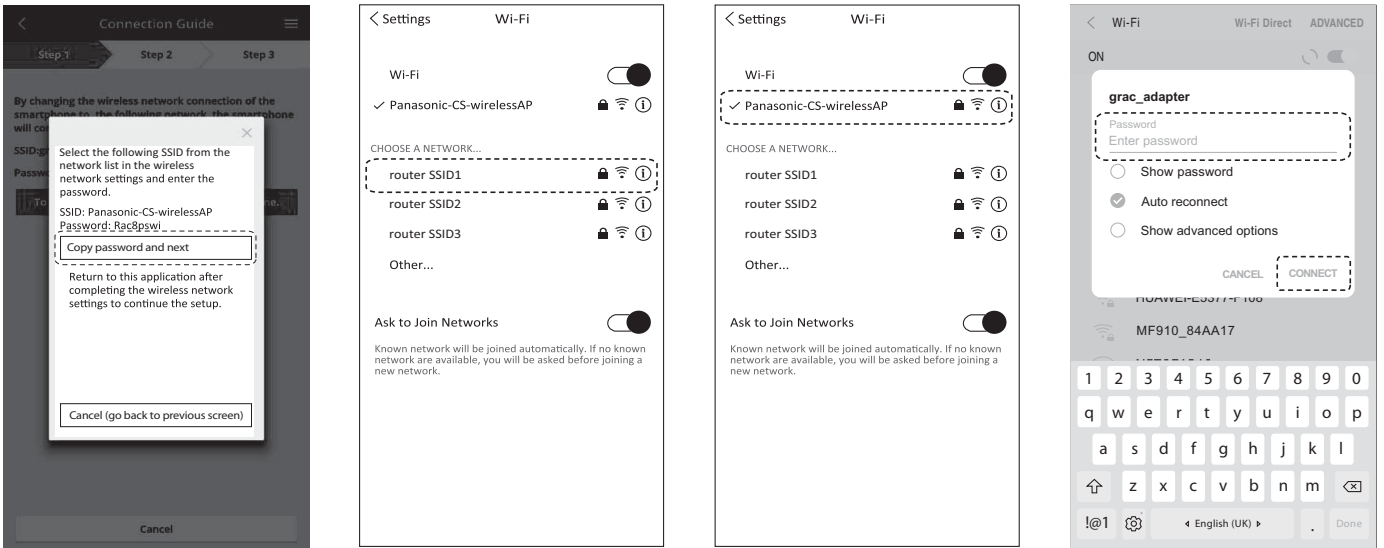 Connection Guide
Step 1 Step 2 Step 3
By changing the wireless network connection of the
smartphone to the following network, the smartphone
will co
SSID:g
Passw
To ne.
Select the following SSID from the
network list in the wireless
network settings and enter the
password.
SSID: Panasonic-CS-wirelessAP
Password: Rac8pswi
Copy password and next
Return to this application after
completing the wireless network
settings to continue the setup.
Cancel (go back to previous screen)
Cancel
Settings Wi-Fi
Wi-Fi
Panasonic-CS-wirelessAP
CHOOSE A NETWORK...
router SSID1
router SSID2
router SSID3
Other...
Ask to Join Networks
Known network will be joined automatically. If no known
network are available, you will be asked before joining a
new network.
Settings Wi-Fi
Wi-Fi
Panasonic-CS-wirelessAP
CHOOSE A NETWORK...
router SSID1
router SSID2
router SSID3
Other...
Ask to Join Networks
Known network will be joined automatically. If no known
network are available, you will be asked before joining a
new network.
Wi-Fi Wi-Fi Direct ADVANCED
ON
grac_adapter
Password
Enter password
Show password
Auto reconnect
Show advanced options
CANCEL CONNECT
HUAWEI-E5377-F108
MF910_84AA17
1 2 3 4 5 6 7 8 9 0
q w e r t y u i o p
a s d f g h j k l
z x c v b n m
!@1 English (UK) . Done